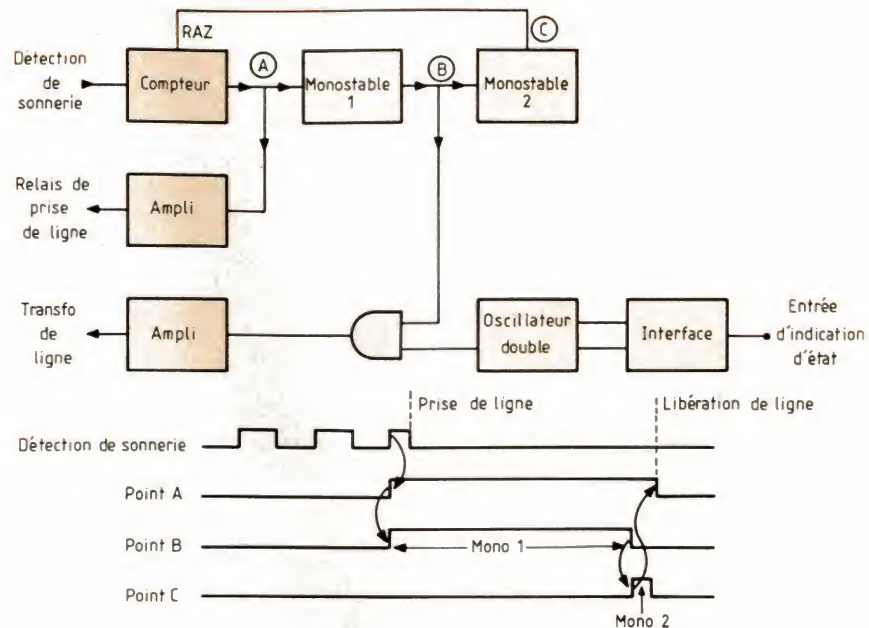 RAZ
A
B
C
Détection
de
sonnerie
Compteur
Monostable
1
Monostable
2
Relais de
prise
de ligne
Ampli
Transfo
de
ligne
Ampli
Oscillateur
double
Interface
Entrée
d'indication
d'état
Prise de ligne
Libération de ligne
Détection de sonnerie
Point A
Point B
Mono 1
Point C
Mono 2